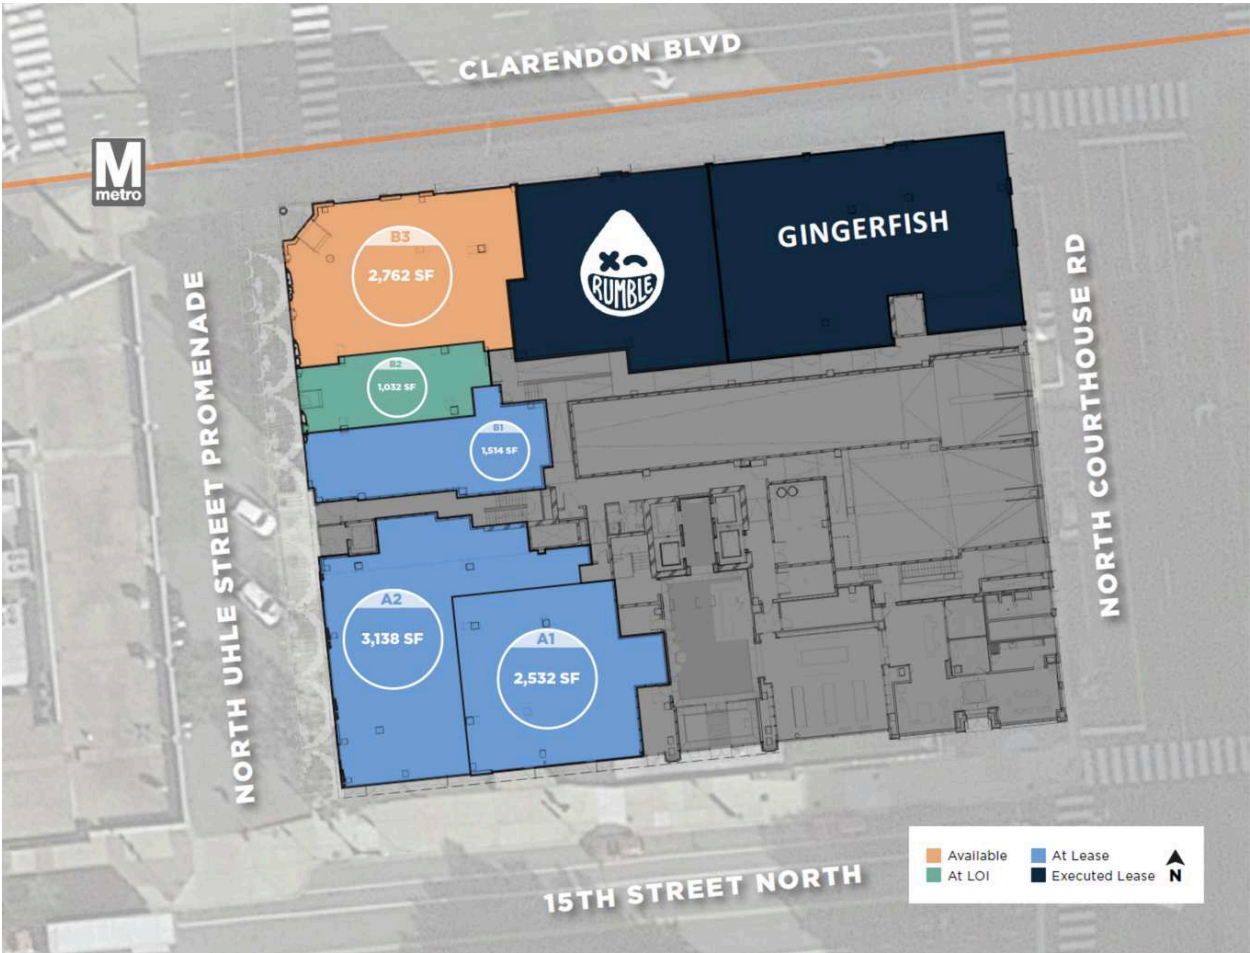 CLARENDON BLVD
M
metro
GINGERFISH
RUMBLE
B3
2,762 SF
B2
1,032 SF
B1
1,514 SF
A2
3,138 SF
A1
2,532 SF
NORTH UHLE STREET PROMENADE
NORTH COURTHOUSE RD
15TH STREET NORTH
Available
At LOI
At Lease
Executed Lease
N